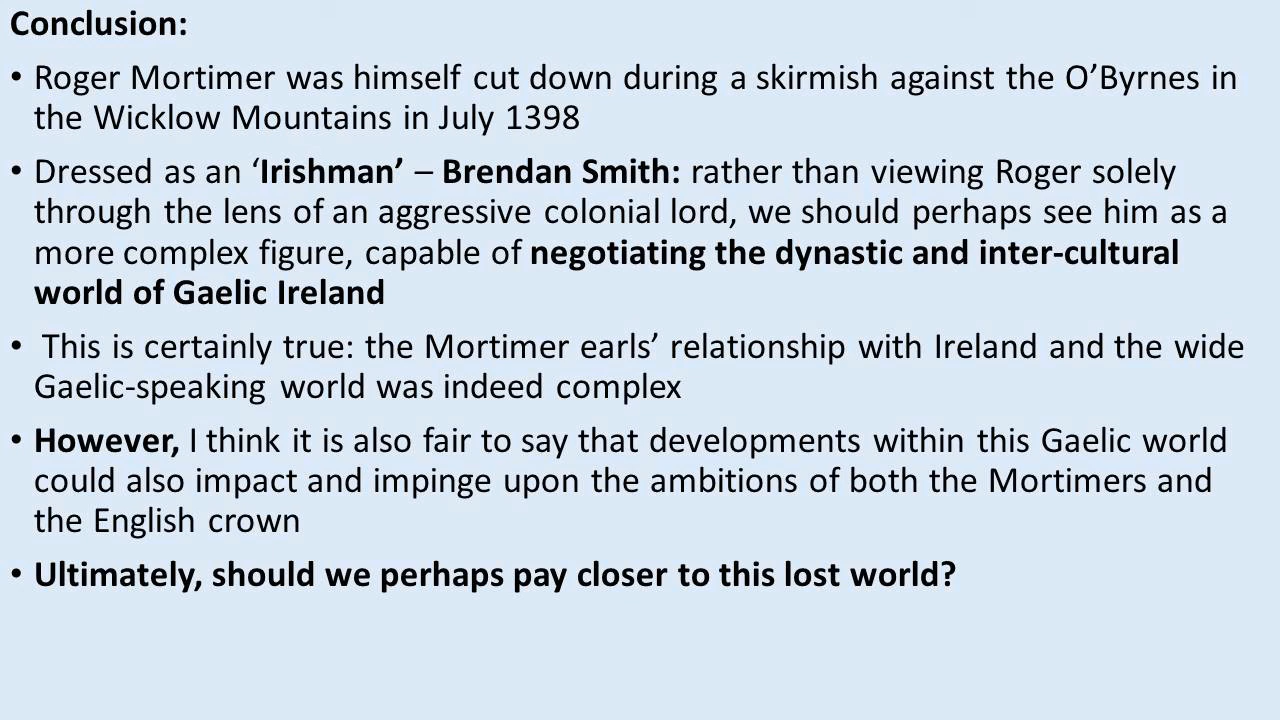 Conclusion:
• Roger Mortimer was himself cut down during a skirmish against the O’Byrnes in
the Wicklow Mountains in July 1398
• Dressed as an ‘Irishman’ – Brendan Smith: rather than viewing Roger solely
through the lens of an aggressive colonial lord, we should perhaps see him as a
more complex figure, capable of negotiating the dynastic and inter-cultural
world of Gaelic Ireland
• This is certainly true: the Mortimer earls’ relationship with Ireland and the wide
Gaelic-speaking world was indeed complex
• However, I think it is also fair to say that developments within this Gaelic world
could also impact and impinge upon the ambitions of both the Mortimers and
the English crown
• Ultimately, should we perhaps pay closer to this lost world?